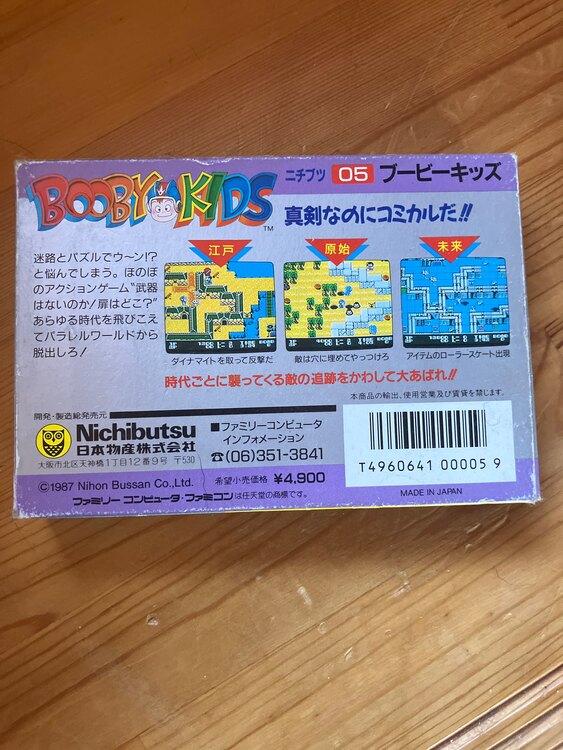 BOOBY KIDS™
ニチブツ 05 ブービーキッズ
真剣なのにコミカルだ!!
迷路とパズルでウーン!?
と悩んでしまう。ほのぼ
のアクションゲーム“武器
はないのか!扉はどこ?”
あらゆる時代を飛びこえ
てパラレルワールドから
脱出しろ!
江戸
ダイナマイトを取って反撃だ
原始
敵は穴に埋めてやっつけろ
未来
アイテムのローラースケート出現
時代ごとに襲ってくる敵の追跡をかわして大あばれ!!
本商品の輸出、使用営業及び賃貸を禁じます。
開発・製造総発売元
Nichibutsu
日本物産株式会社
大阪市北区天神橋1丁目12番9号 〒530
■ファミリーコンピュータ
インフォメーション
☎(06)351-3841
T4960641 00005 9
©1987 Nihon Bussan Co.,Ltd.
希望小売価格 ¥4,900
MADE IN JAPAN
ファミリーコンピュータ・ファミコンは任天堂の商標です。